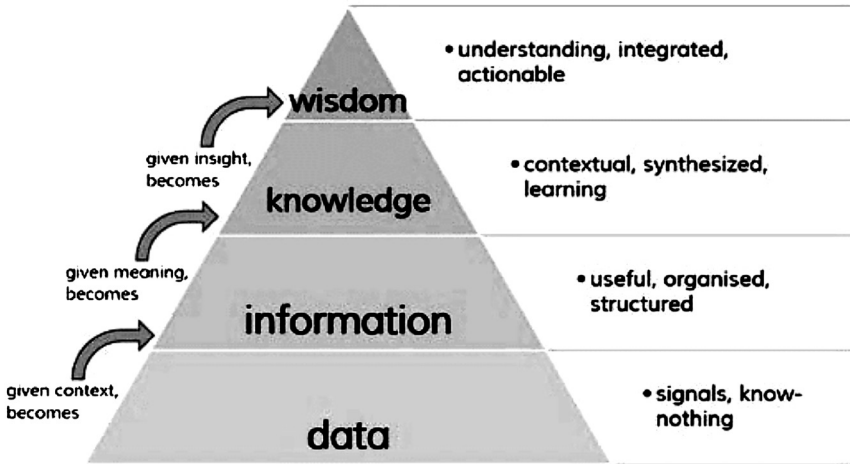 • understanding, integrated,
actionable
wisdom
given insight,
becomes
• contextual, synthesized,
learning
knowledge
given meaning,
becomes
• useful, organised,
structured
information
given context,
becomes
• signals, know-
nothing
data